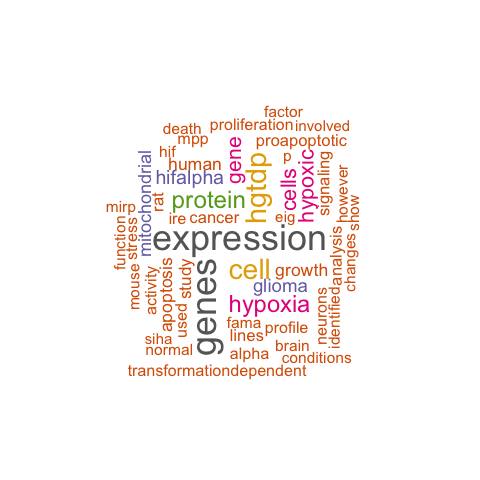 factor
death
proliferation
involved
mpp
proapoptotic
hif
gene
p
human
mitochondrial
hifalpha
hgtdp
cells
hypoxic
signaling
rat
protein
however
mirp
ire
cancer
eig
show
function
stress
expression
analysis
changes
mouse
activity
apoptosis
used
study
genes
cell
growth
glioma
hypoxia
neurons
identified
siha
fama
profile
lines
normal
alpha
brain
conditions
transformation
dependent